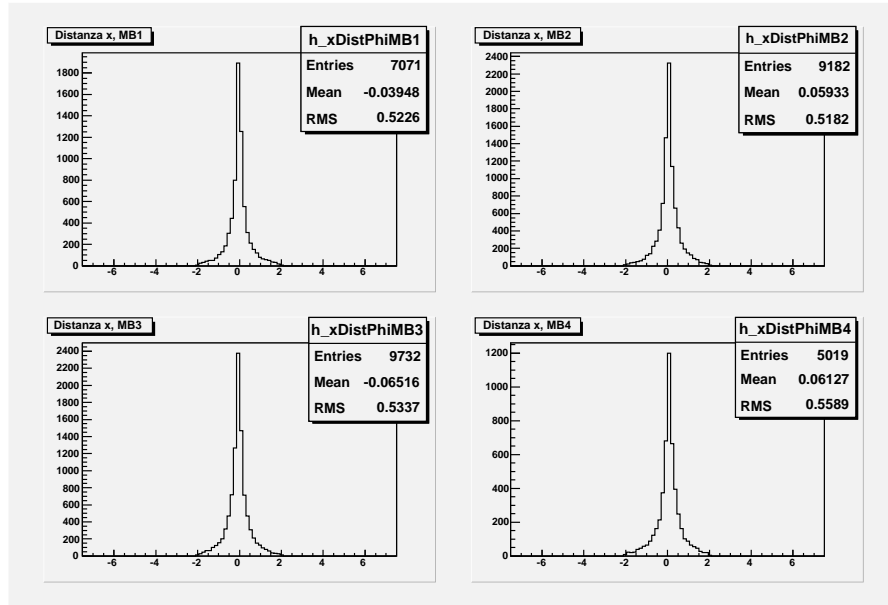 Distanza x, MB1
h_xDistPhiMB1
Entries 7071
Mean -0.03948
RMS 0.5226
1800
1600
1400
1200
1000
800
600
400
200
0
-6 -4 -2 0 2 4 6
Distanza x, MB2
h_xDistPhiMB2
Entries 9182
Mean 0.05933
RMS 0.5182
2400
2200
2000
1800
1600
1400
1200
1000
800
600
400
200
0
-6 -4 -2 0 2 4 6
Distanza x, MB3
h_xDistPhiMB3
Entries 9732
Mean -0.06516
RMS 0.5337
2400
2200
2000
1800
1600
1400
1200
1000
800
600
400
200
0
-6 -4 -2 0 2 4 6
Distanza x, MB4
h_xDistPhiMB4
Entries 5019
Mean 0.06127
RMS 0.5589
1200
1000
800
600
400
200
0
-6 -4 -2 0 2 4 6